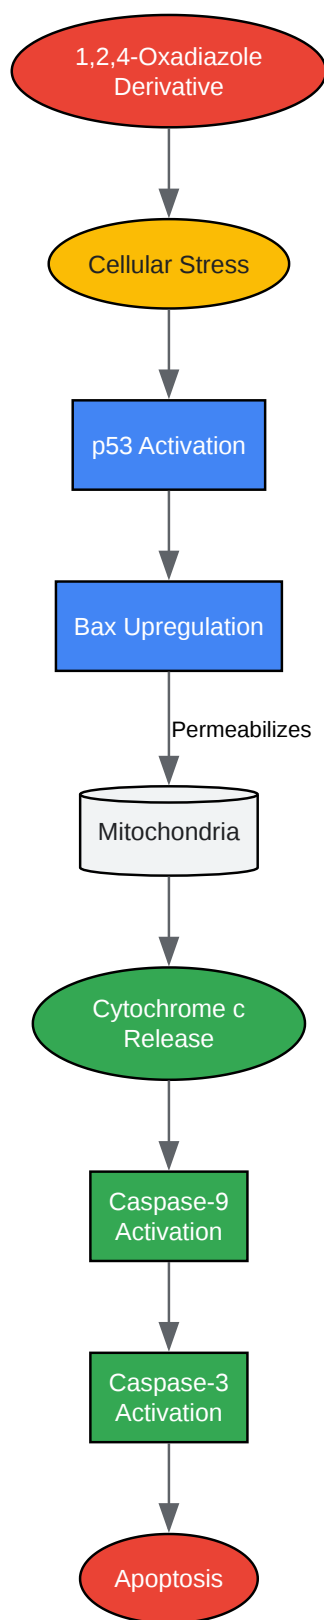 1,2,4-Oxadiazole
Derivative
Cellular Stress
p53 Activation
Bax Upregulation
Permeabilizes
Mitochondria
Cytochrome c
Release
Caspase-9
Activation
Caspase-3
Activation
Apoptosis